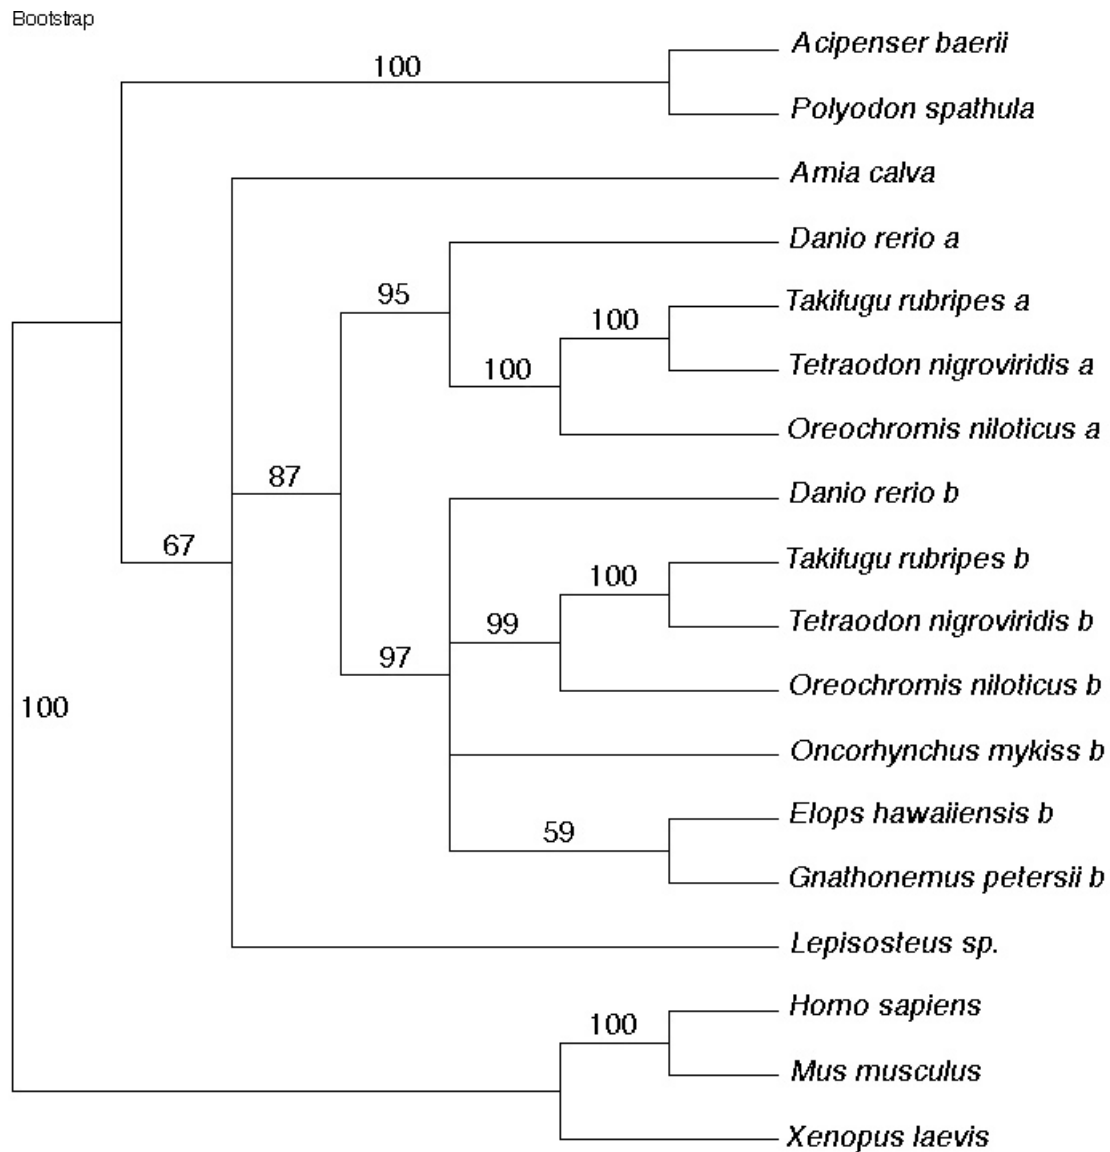 Bootstrap
Acipenser baerii
100
Polyodon spathula
Amia calva
Danio rerio a
95
Takifugu rubripes a
100
Tetraodon nigroviridis a
100
Oreochromis niloticus a
87
Danio rerio b
67
Takifugu rubripes b
100
Tetraodon nigroviridis b
99
97
Oreochromis niloticus b
100
Oncorhynchus mykiss b
Elops hawaiiensis b
59
Gnathonemus petersii b
Lepisosteus sp.
Homo sapiens
100
Mus musculus
Xenopus laevis